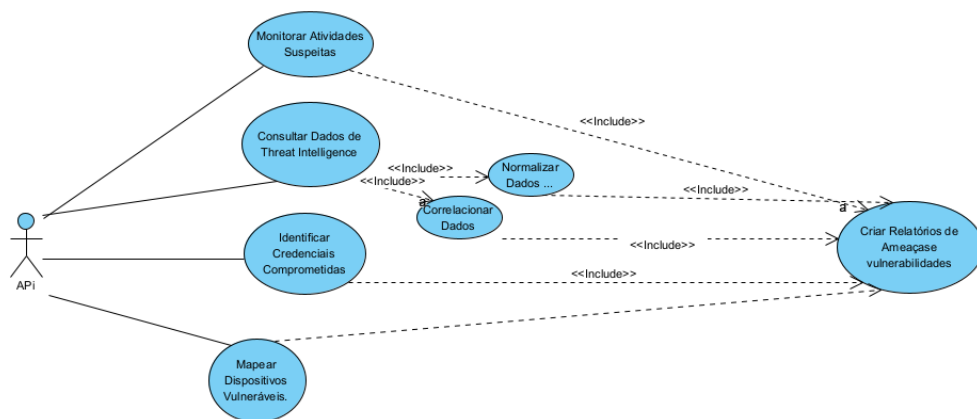 Monitorar Atividades
Suspeitas
<<Include>>
Consultar Dados de
Threat Intelligence
<<Include>>
<<Include>>
Normalizar
Dados ...
<<Include>>
a
Correlacionar
Dados
a
<<Include>>
Criar Relatórios de
Ameaçase
vulnerabilidades
Identificar
Credenciais
Comprometidas
<<Include>>
APi
Mapear
Dispositivos
Vulneráveis.